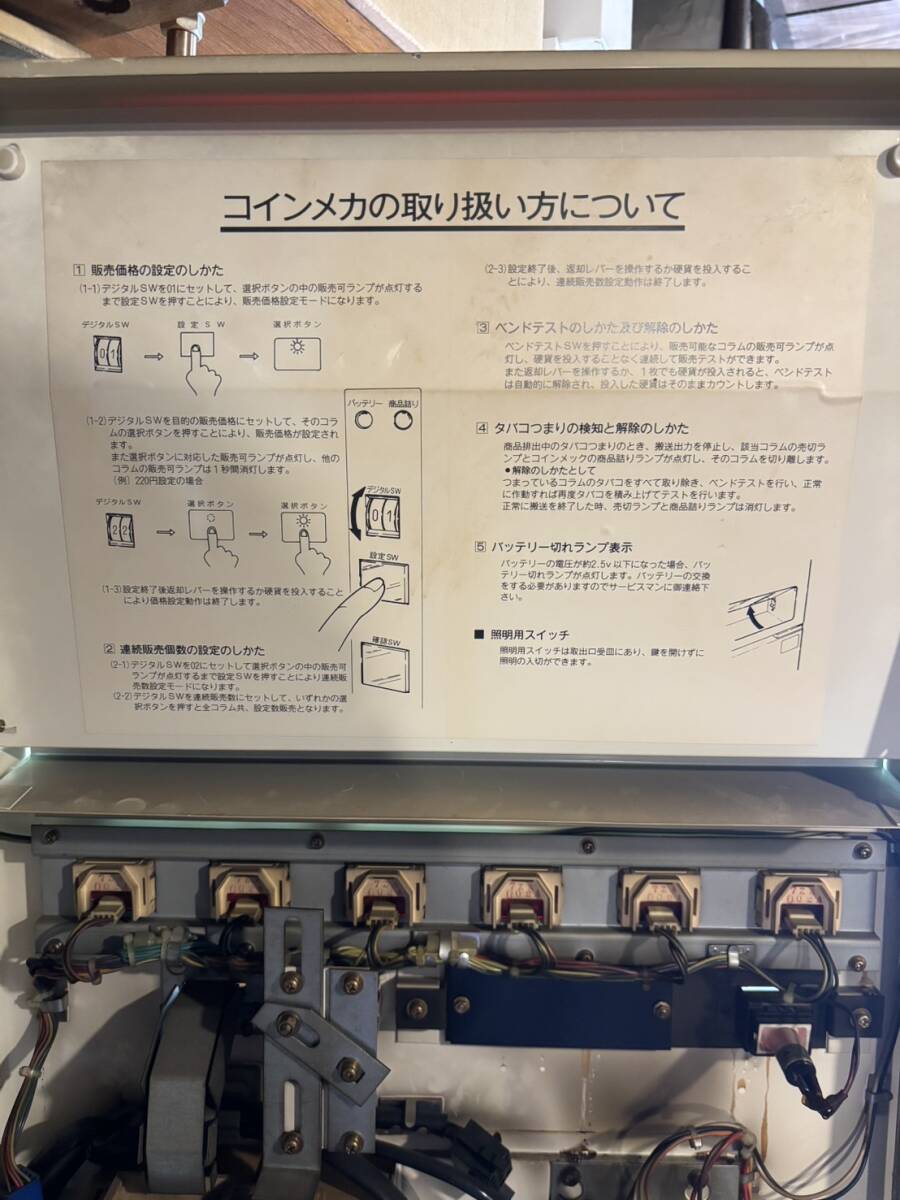 コインメカの取り扱い方について
1 販売価格の設定のしかた
(1-1)デジタルSWを01にセットして、選択ボタンの中の販売可ランプが点灯する
まで設定SWを押すことにより、販売価格設定モードになります。
デジタルSW 設定SW 選択ボタン
01
(1-2)デジタルSWを目的の販売価格にセットして、そのコラ
ムの選択ボタンを押すことにより、販売価格が設定され
ます。
また選択ボタンに対応した販売可ランプが点灯し、他の
コラムの販売可ランプは1秒間消灯します。
〔例〕220円設定の場合
デジタルSW 選択ボタン 選択ボタン
22
(1-3)設定終了後返却レバーを操作するか硬貨を投入すること
により価格設定動作は終了します。
2 連続販売個数の設定のしかた
(2-1)デジタルSWを02にセットして選択ボタンの中の販売可
ランプが点灯するまで設定SWを押すことにより連続販
売数設定モードになります。
(2-2)デジタルSWを連続販売数にセットして、いずれかの選
択ボタンを押すと全コラム共、設定数販売となります。
バッテリー 商品詰り
デジタルSW
01
設定SW
確認SW
(2-3)設定終了後、返却レバーを操作するか硬貨を投入するこ
とにより、連続販売数設定動作は終了します。
3 ベンドテストのしかた及び解除のしかた
ベンドテストSWを押すことにより、販売可能なコラムの販売可ランプが点
灯し、硬貨を投入することなく連続して販売テストができます。
また返却レバーを操作するか、1枚でも硬貨が投入されると、ベンドテスト
は自動的に解除され、投入した硬貨はそのままカウントします。
4 タバコつまりの検知と解除のしかた
商品排出中のタバコつまりのとき、搬送出力を停止し、該当コラムの売切ラ
ンプとコインメックの商品詰りランプが点灯し、そのコラムを切り離します。
●解除のしかたとして
つまっているコラムのタバコをすべて取り除き、ベンドテストを行い、正常
に作動すれば再度タバコを積み上げてテストを行います。
正常に搬送を終了した時、売切ランプと商品詰りランプは消灯します。
5 バッテリー切れランプ表示
バッテリーの電圧が約2.5v以下になった場合、バッ
テリー切れランプが点灯します。バッテリーの交換
をする必要がありますのでサービスマンに御連絡下
さい。
■ 照明用スイッチ
照明用スイッチは取出口受皿にあり、鍵を開けずに
照明の入切ができます。